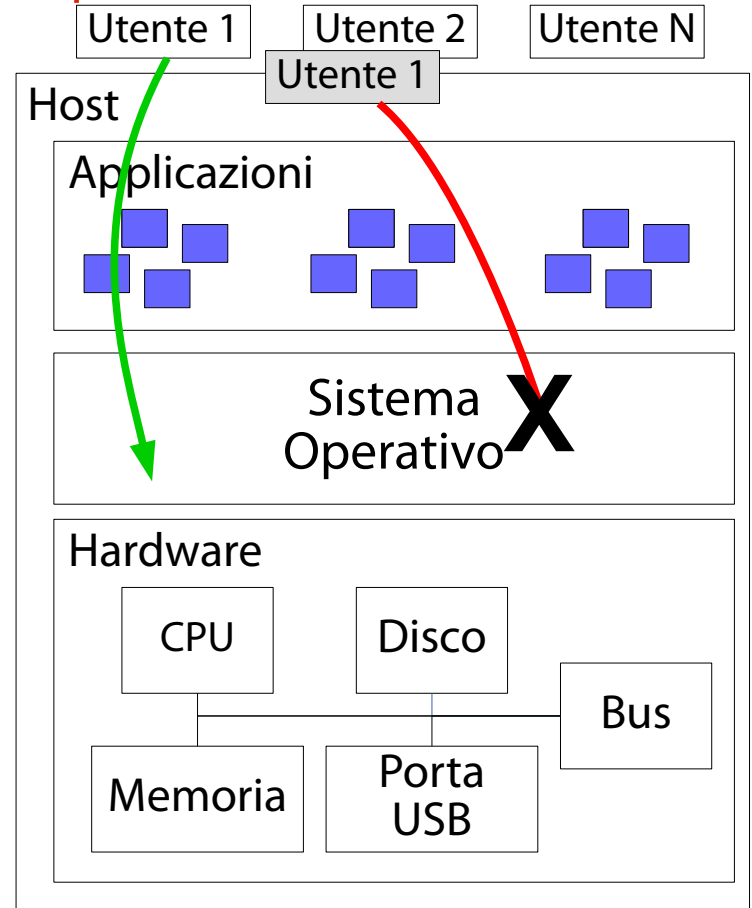 Utente 1
Utente 2
Utente N
Utente 1
Host
Applicazioni
Sistema
Operativo
X
Hardware
CPU
Disco
Bus
Memoria
Porta
USB